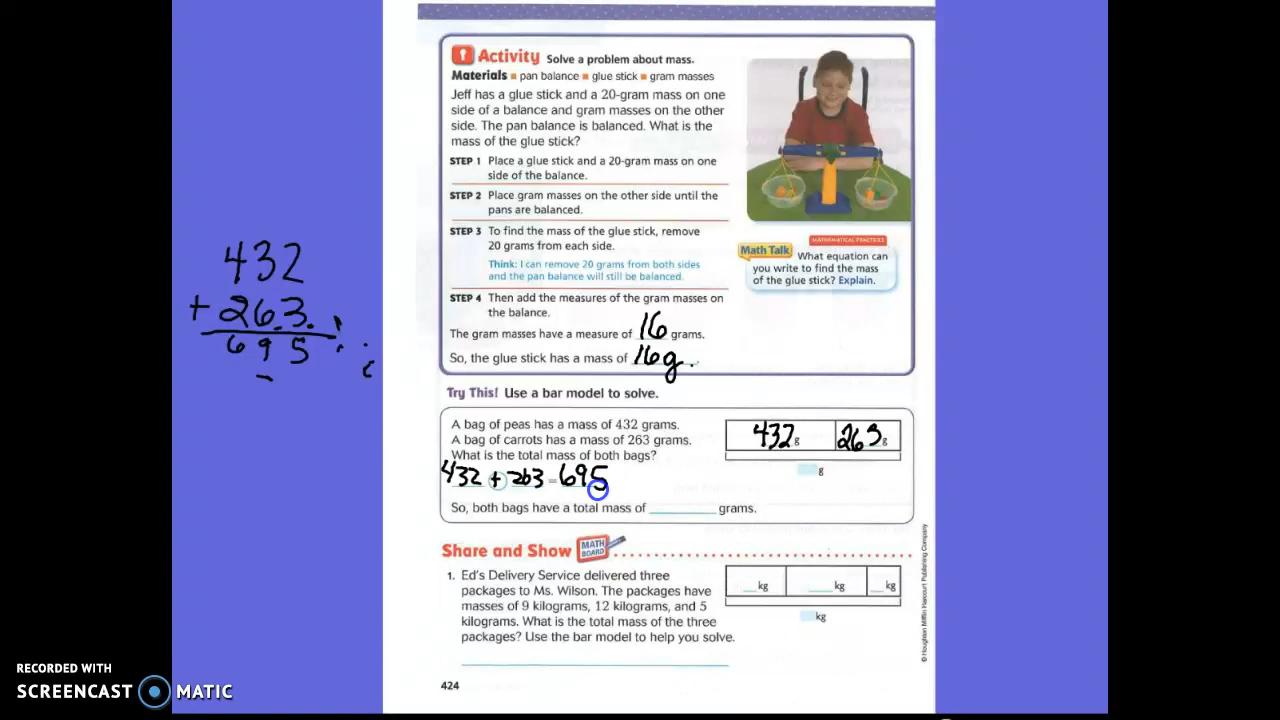 Activity Solve a problem about mass.
Materials ■ pan balance ■ glue stick ■ gram masses
Jeff has a glue stick and a 20-gram mass on one
side of a balance and gram masses on the other
side. The pan balance is balanced. What is the
mass of the glue stick?
STEP 1 Place a glue stick and a 20-gram mass on one
side of the balance.
STEP 2 Place gram masses on the other side until the
pans are balanced.
STEP 3 To find the mass of the glue stick, remove
20 grams from each side.
Think: I can remove 20 grams from both sides
and the pan balance will still be balanced.
STEP 4 Then add the measures of the gram masses on
the balance.
The gram masses have a measure of 16 grams.
So, the glue stick has a mass of 16g.
MATHEMATICAL PRACTICES
Math Talk What equation can
you write to find the mass
of the glue stick? Explain.
432
+ 263
695
Try This! Use a bar model to solve.
A bag of peas has a mass of 432 grams.
A bag of carrots has a mass of 263 grams.
What is the total mass of both bags?
432 + 263 = 695
So, both bags have a total mass of ________ grams.
432 g 263 g
g
Share and Show MATH BOARD
1. Ed's Delivery Service delivered three
packages to Ms. Wilson. The packages have
masses of 9 kilograms, 12 kilograms, and 5
kilograms. What is the total mass of the three
packages? Use the bar model to help you solve.
___ kg ___ kg ___ kg
kg
424
© Houghton Mifflin Harcourt Publishing Company
RECORDED WITH
SCREENCAST MATIC